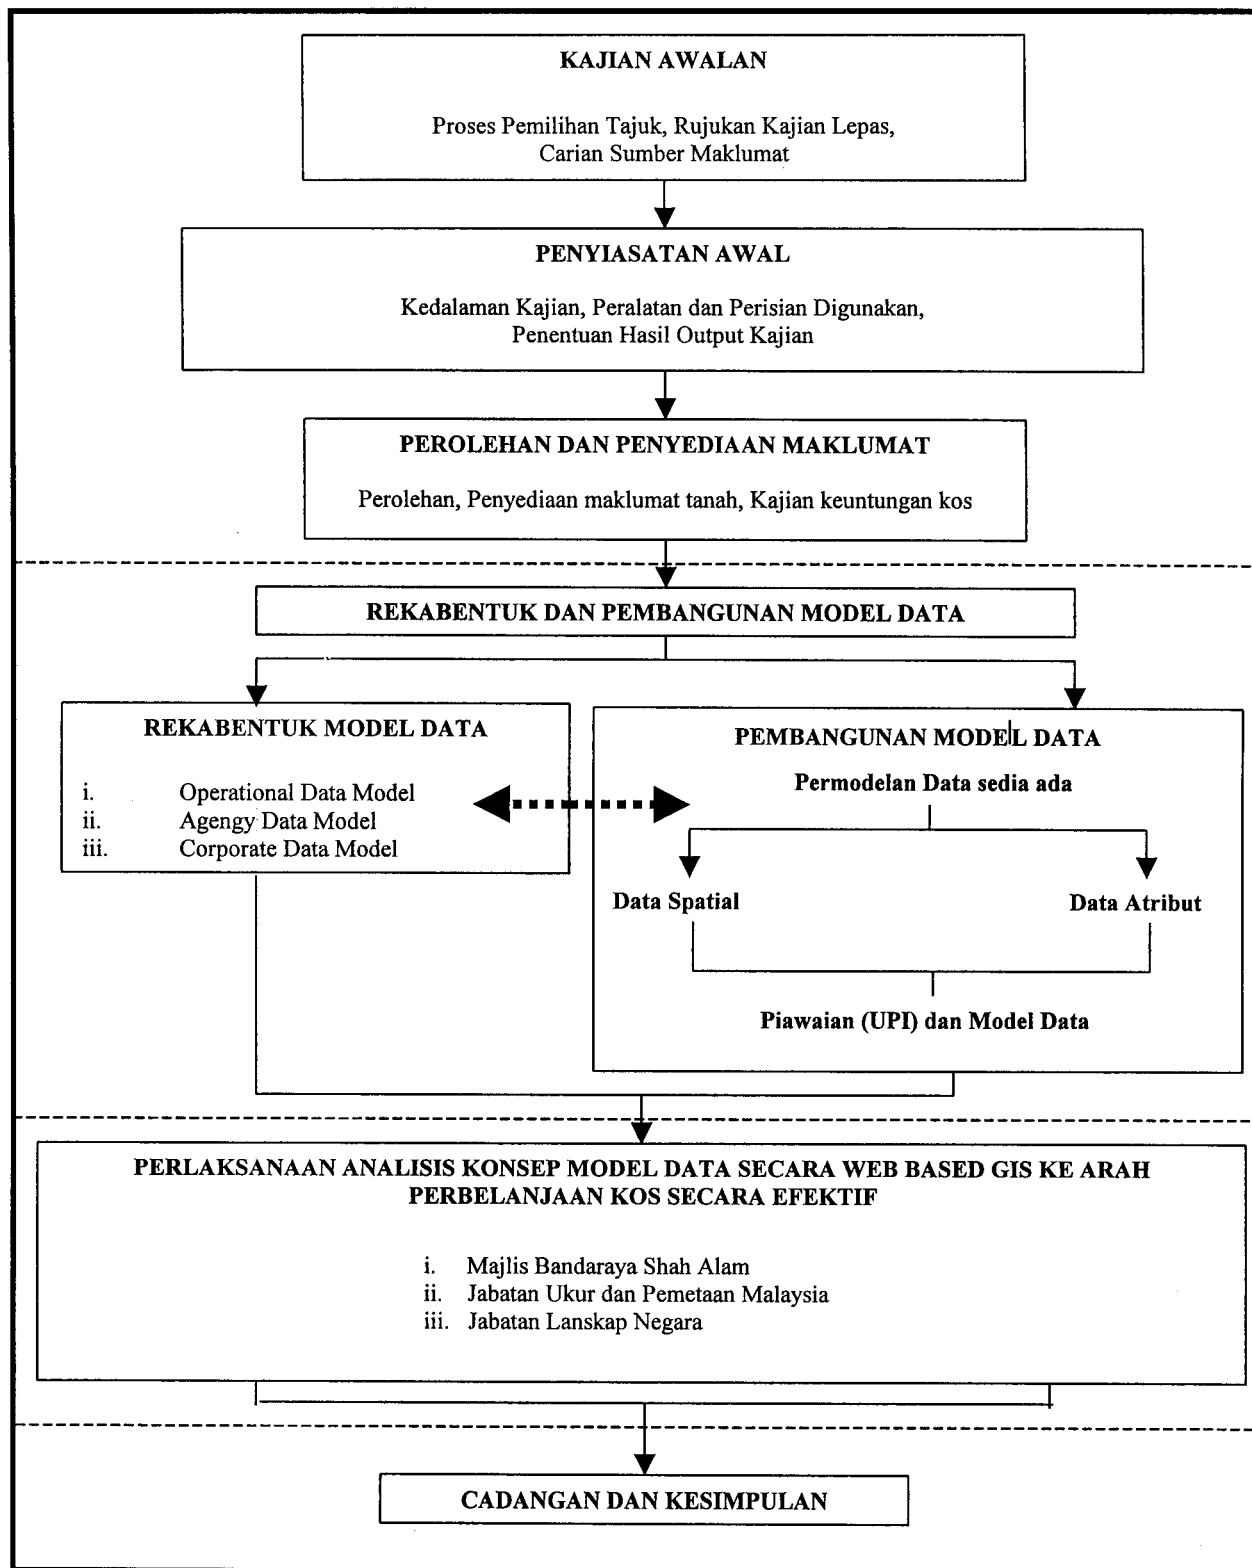 KAJIAN AWALAN
Proses Pemilihan Tajuk, Rujukan Kajian Lepas,
Carian Sumber Maklumat
PENYIASATAN AWAL
Kedalaman Kajian, Peralatan dan Perisian Digunakan,
Penentuan Hasil Output Kajian
PEROLEHAN DAN PENYEDIAAN MAKLUMAT
Perolehan, Penyediaan maklumat tanah, Kajian keuntungan kos
REKABENTUK DAN PEMBANGUNAN MODEL DATA
REKABENTUK MODEL DATA
i. Operational Data Model
ii. Agengy Data Model
iii. Corporate Data Model
PEMBANGUNAN MODEL DATA
Permodelan Data sedia ada
Data Spatial
Data Atribut
Piawaian (UPI) dan Model Data
PERLAKSANAAN ANALISIS KONSEP MODEL DATA SECARA WEB BASED GIS KE ARAH
PERBELANJAAN KOS SECARA EFEKTIF
i. Majlis Bandaraya Shah Alam
ii. Jabatan Ukur dan Pemetaan Malaysia
iii. Jabatan Lanskap Negara
CADANGAN DAN KESIMPULAN